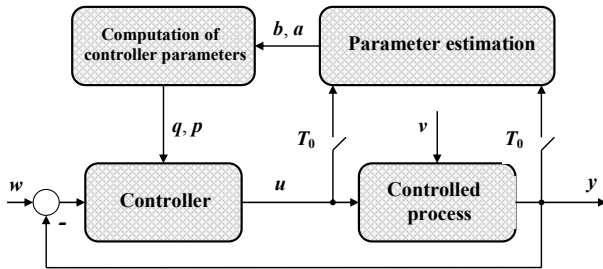 Computation of
controller parameters
b, a
Parameter estimation
q, p
T0
v
T0
w
Controller
u
Controlled
process
y
-